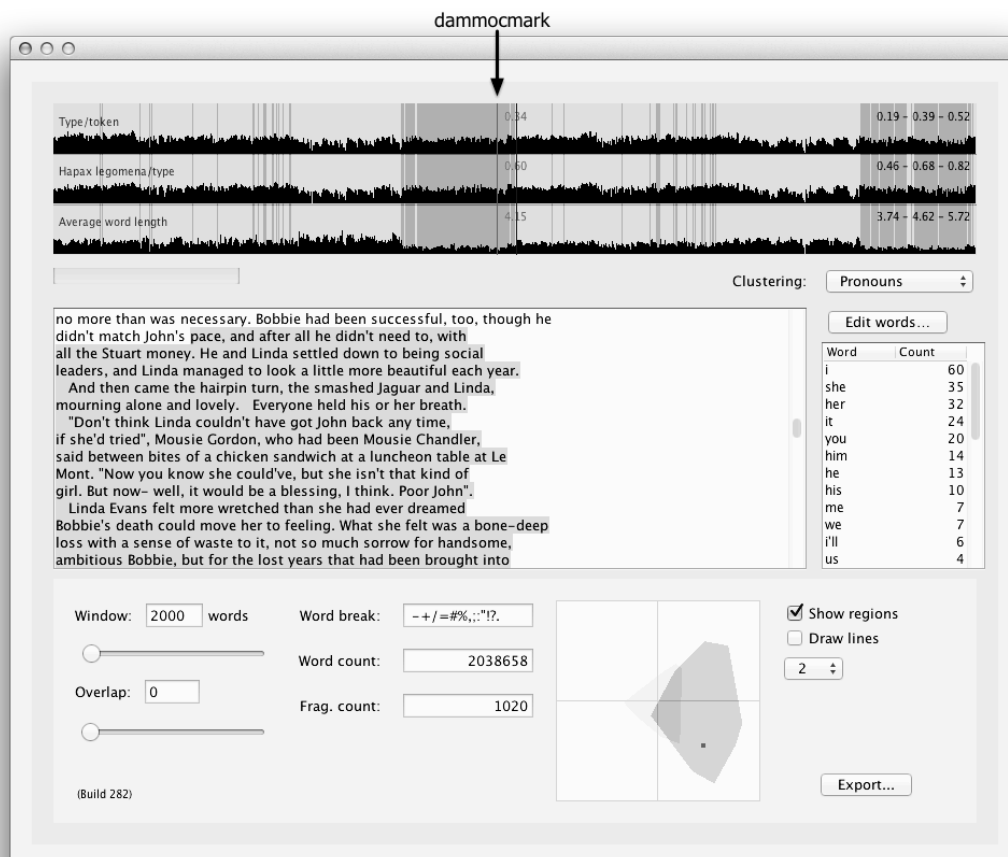 dammocmark
Type/token
0.34
0.19 - 0.39 - 0.52
Hapax legomena/type
0.60
0.46 - 0.68 - 0.82
Average word length
4.15
3.74 - 4.62 - 5.72
Clustering:
Pronouns
no more than was necessary. Bobbie had been successful, too, though he
didn't match John's pace, and after all he didn't need to, with
all the Stuart money. He and Linda settled down to being social
leaders, and Linda managed to look a little more beautiful each year.
And then came the hairpin turn, the smashed Jaguar and Linda,
mourning alone and lovely.   Everyone held his or her breath.
"Don't think Linda couldn't have got John back any time,
if she'd tried", Mousie Gordon, who had been Mousie Chandler,
said between bites of a chicken sandwich at a luncheon table at Le
Mont. "Now you know she could've, but she isn't that kind of
girl. But now- well, it would be a blessing, I think. Poor John".
Linda Evans felt more wretched than she had ever dreamed
Bobbie's death could move her to feeling. What she felt was a bone-deep
loss with a sense of waste to it, not so much sorrow for handsome,
ambitious Bobbie, but for the lost years that had been brought into
Edit words...
Word Count
i 60
she 35
her 32
it 24
you 20
him 14
he 13
his 10
me 7
we 7
i'll 6
us 4
Window: 2000 words
Overlap: 0
(Build 282)
Word break: -+/=#%,;:"!?.
Word count: 2038658
Frag. count: 1020
Show regions
Draw lines
2
Export...